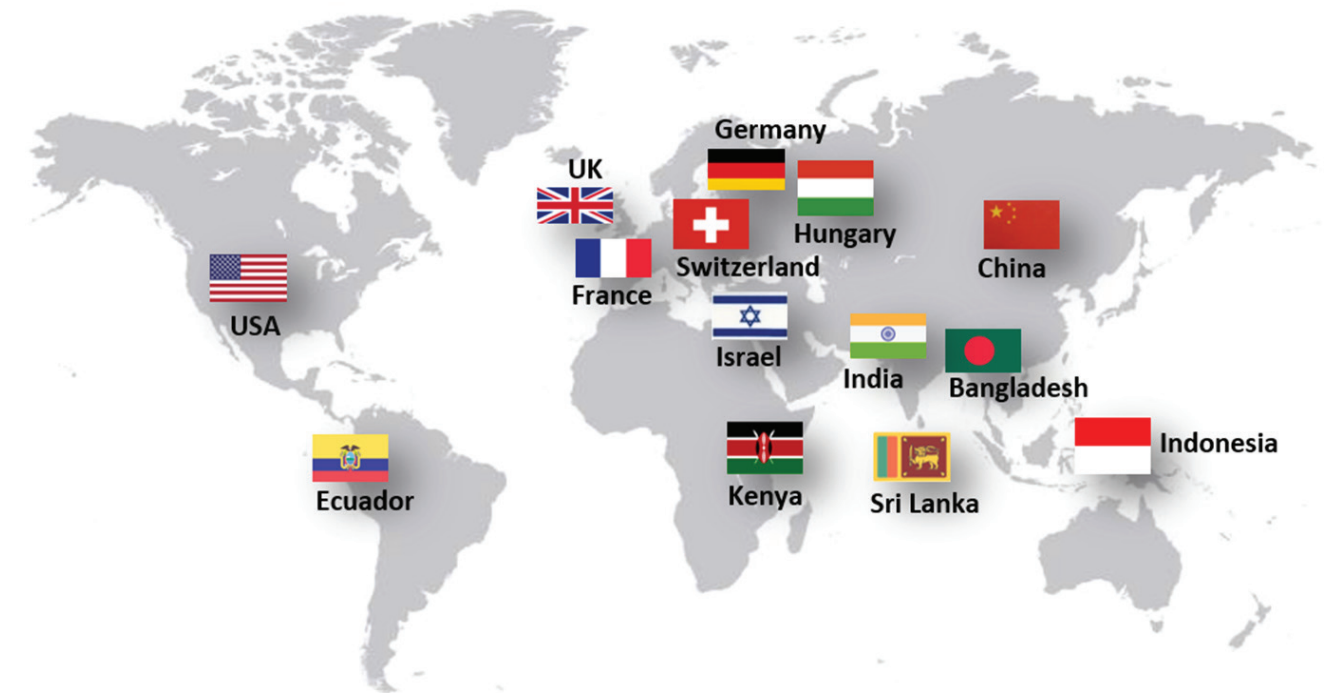 Germany
UK
Hungary
Switzerland
China
France
USA
Israel
India
Bangladesh
Indonesia
Kenya
Ecuador
Sri Lanka